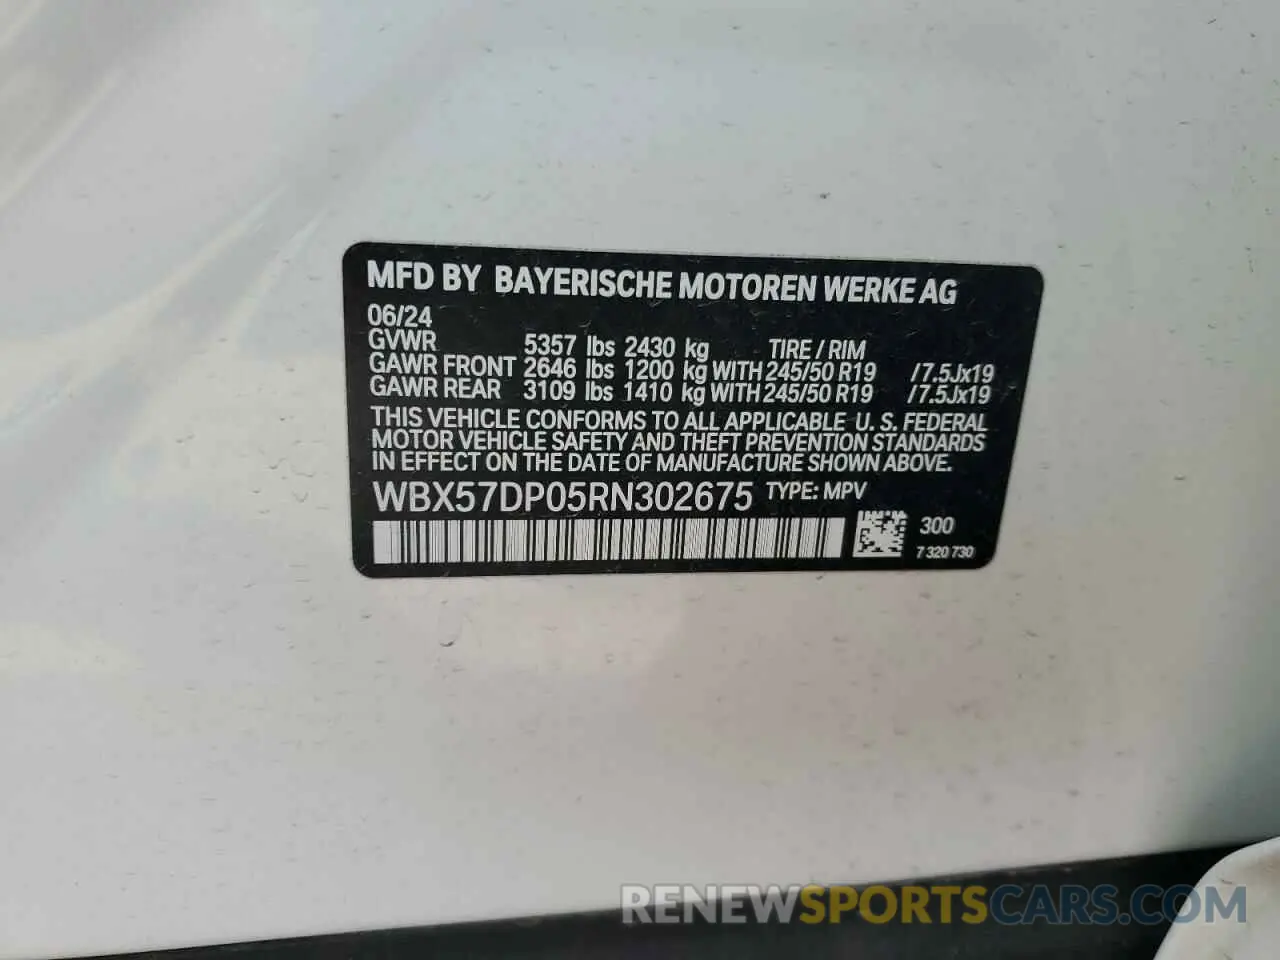 MFD BY BAYERISCHE MOTOREN WERKE AG
06/24
GVWR 5357 lbs 2430 kg TIRE / RIM
GAWR FRONT 2646 lbs 1200 kg WITH 245/50 R19 / 7.5Jx19
GAWR REAR 3109 lbs 1410 kg WITH 245/50 R19 / 7.5Jx19
THIS VEHICLE CONFORMS TO ALL APPLICABLE U. S. FEDERAL
MOTOR VEHICLE SAFETY AND THEFT PREVENTION STANDARDS
IN EFFECT ON THE DATE OF MANUFACTURE SHOWN ABOVE.
WBX57DP05RN302675 TYPE: MPV
300
7 320 730
RENEWSPORTSCARS.COM